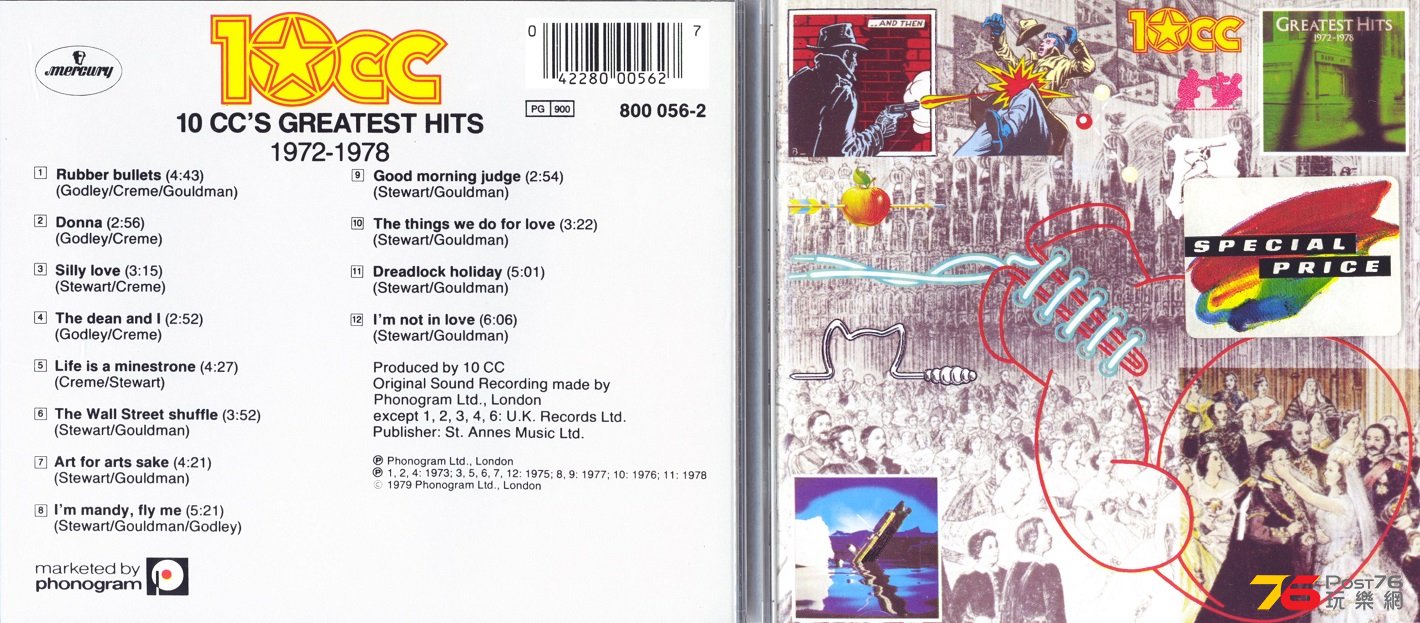 mercury
10cc
10 CC'S GREATEST HITS
1972-1978
0 42280 00562 7
PG 900
800 056-2
1 Rubber bullets (4:43)
(Godley/Creme/Gouldman)
2 Donna (2:56)
(Godley/Creme)
3 Silly love (3:15)
(Stewart/Creme)
4 The dean and I (2:52)
(Godley/Creme)
5 Life is a minestrone (4:27)
(Creme/Stewart)
6 The Wall Street shuffle (3:52)
(Stewart/Gouldman)
7 Art for arts sake (4:21)
(Stewart/Gouldman)
8 I'm mandy, fly me (5:21)
(Stewart/Gouldman/Godley)
9 Good morning judge (2:54)
(Stewart/Gouldman)
10 The things we do for love (3:22)
(Stewart/Gouldman)
11 Dreadlock holiday (5:01)
(Stewart/Gouldman)
12 I'm not in love (6:06)
(Stewart/Gouldman)
Produced by 10 CC
Original Sound Recording made by
Phonogram Ltd., London
except 1, 2, 3, 4, 6: U.K. Records Ltd.
Publisher: St. Annes Music Ltd.
℗ Phonogram Ltd., London
℗ 1, 2, 4: 1973; 3, 5, 6, 7, 12: 1975; 8, 9: 1977; 10: 1976; 11: 1978
© 1979 Phonogram Ltd., London
marketed by
phonogram
..AND THEN
10cc
GREATEST HITS
1972-1978
SPECIAL
PRICE
76 POST76
玩樂網